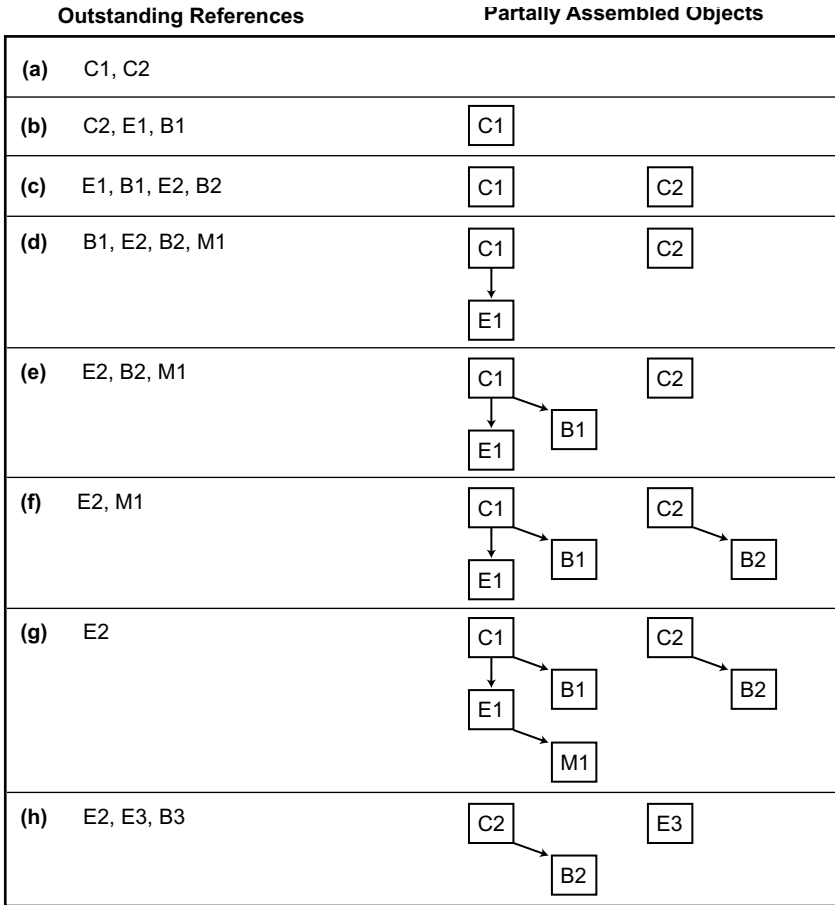 Outstanding References Partially Assembled Objects
(a) C1, C2
(b) C2, E1, B1 C1
(c) E1, B1, E2, B2 C1 C2
(d) B1, E2, B2, M1 C1 C2
E1
(e) E2, B2, M1 C1 C2
B1
E1
(f) E2, M1 C1 C2
B1 B2
E1
(g) E2 C1 C2
B1 B2
E1
M1
(h) E2, E3, B3 C2 E3
B2